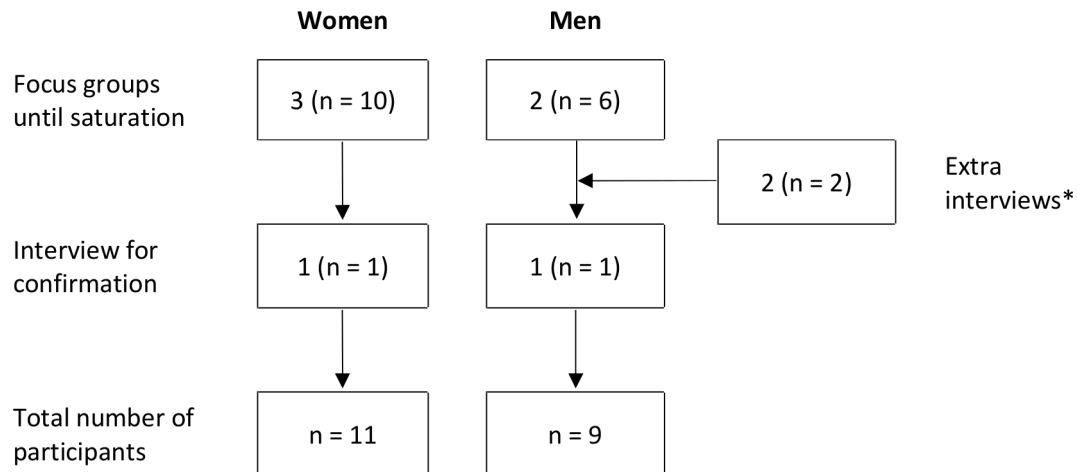 Women
Men
Focus groups
until saturation
3 (n = 10)
2 (n = 6)
2 (n = 2)
Extra
interviews*
Interview for
confirmation
1 (n = 1)
1 (n = 1)
Total number of
participants
n = 11
n = 9